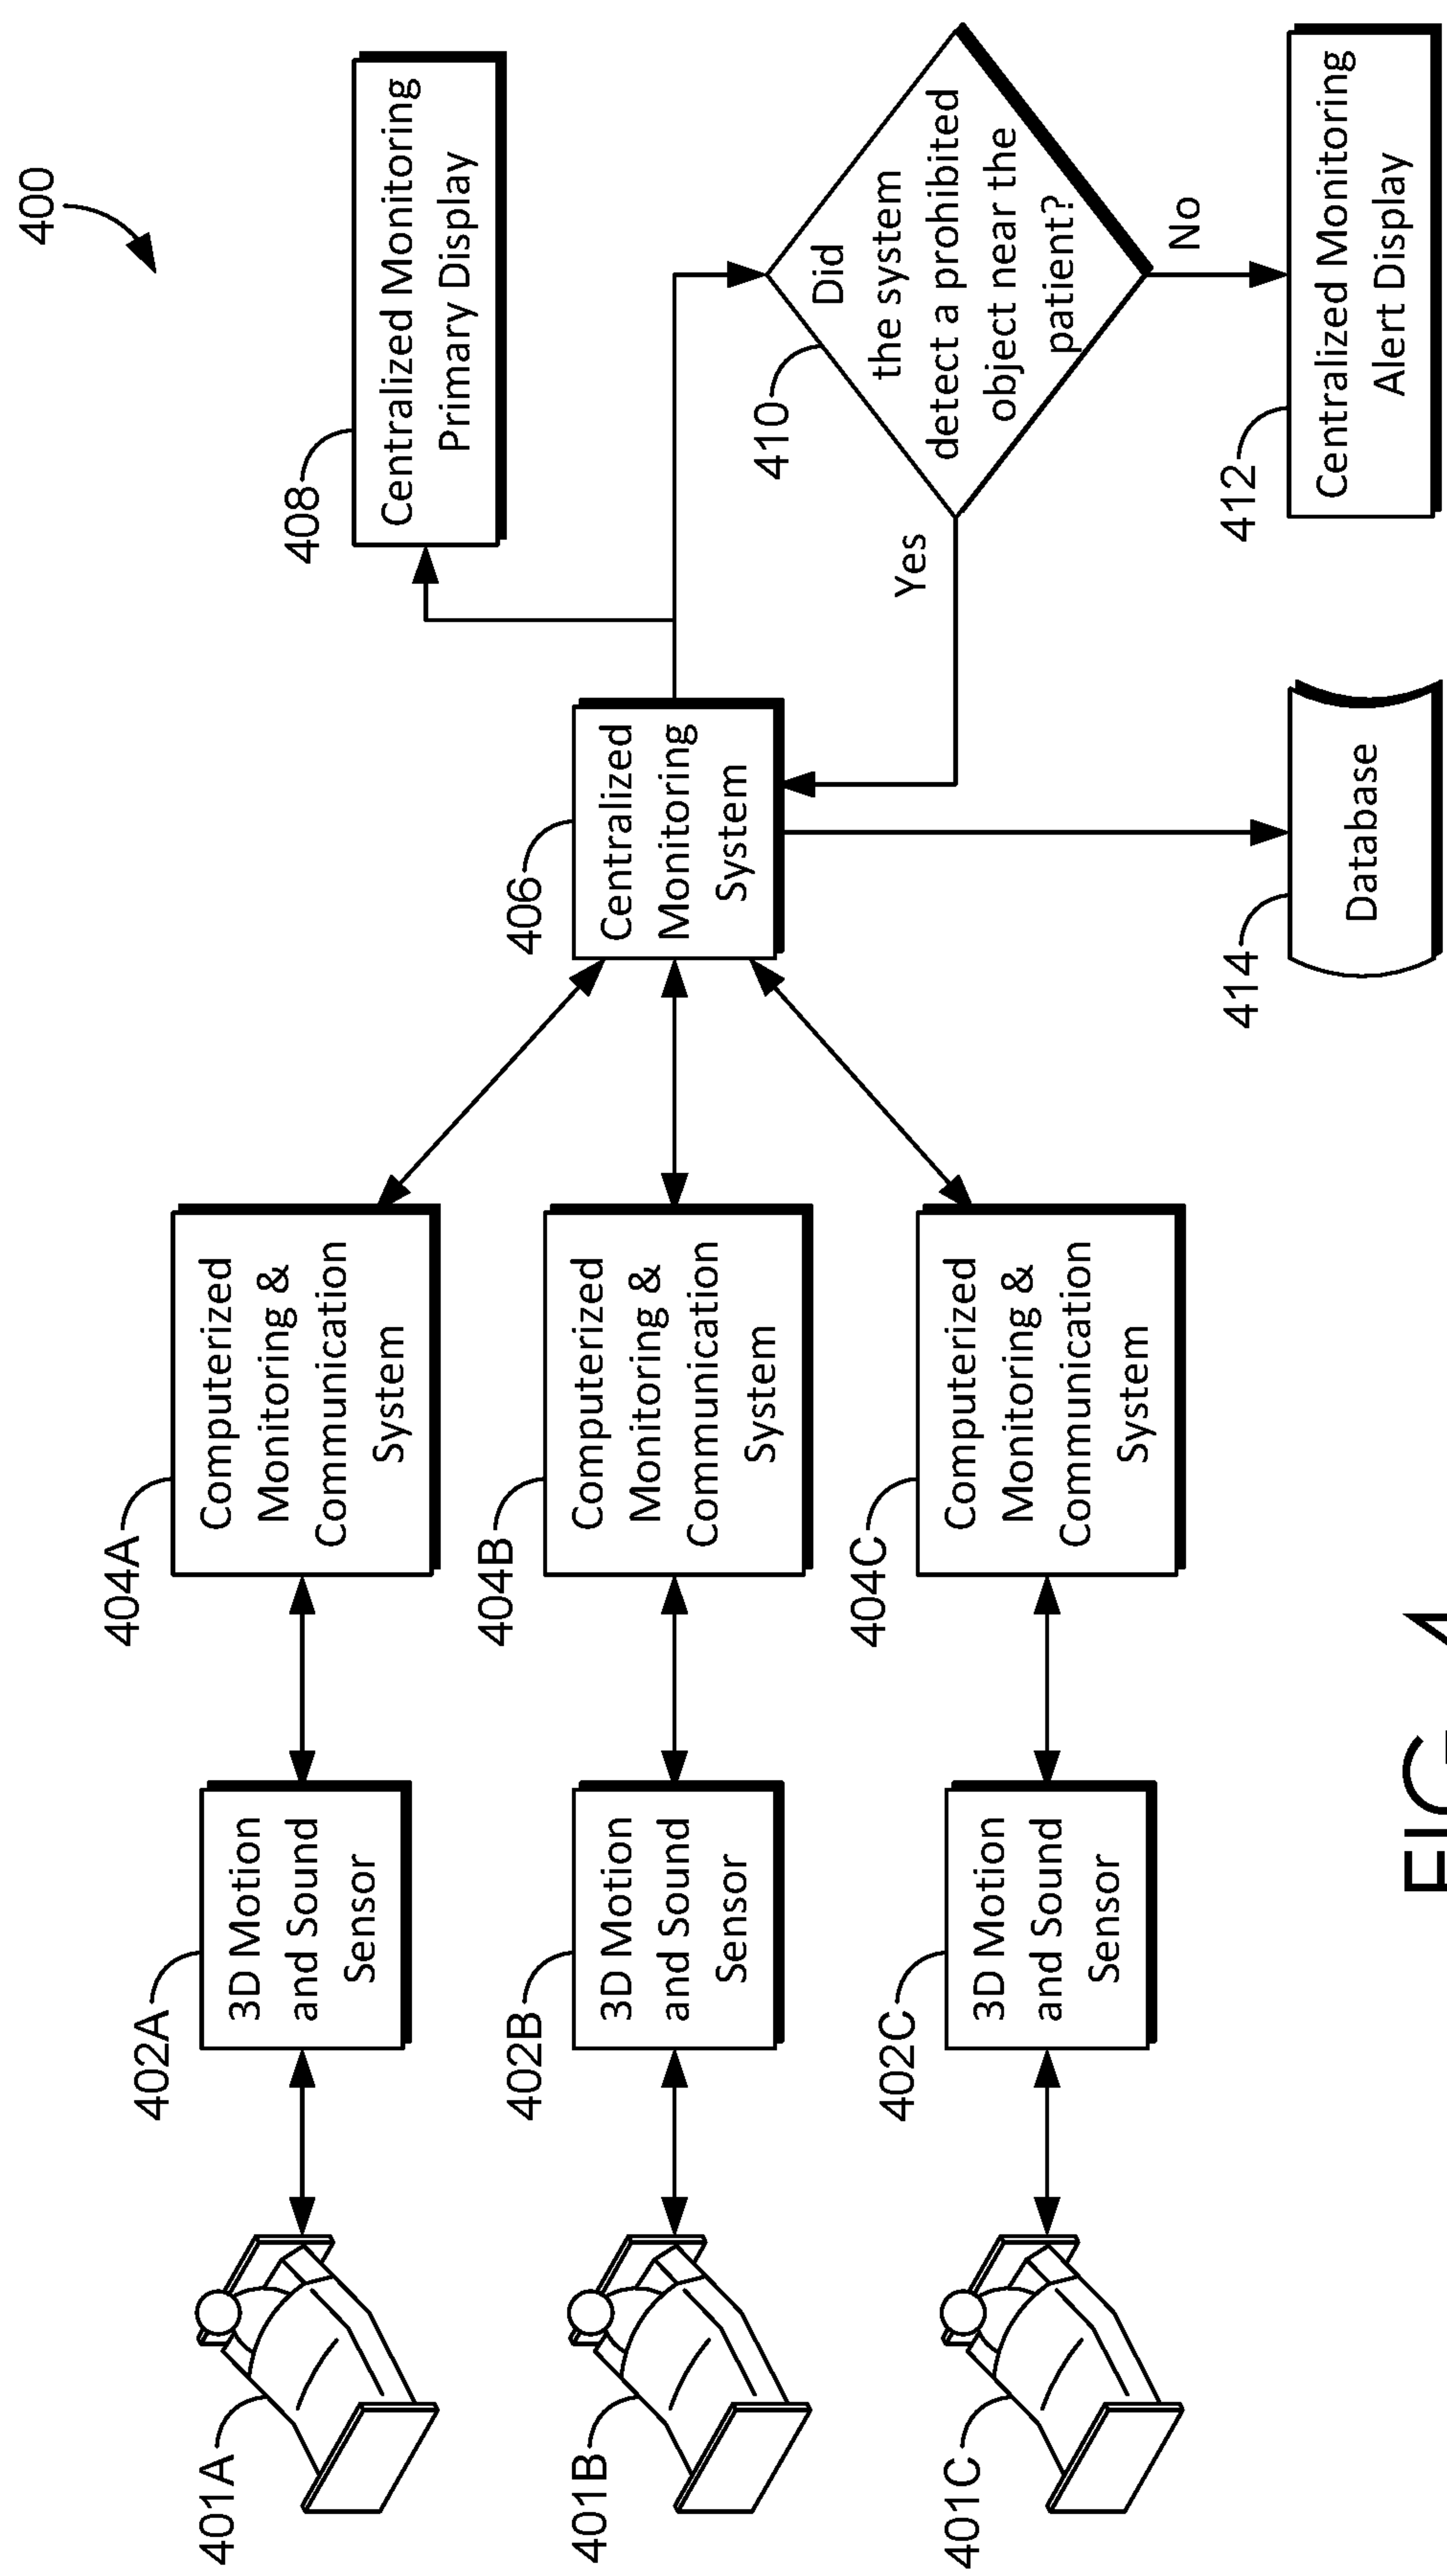 400
401A
402A
3D Motion
and Sound
Sensor
404A
Computerized
Monitoring &
Communication
System
401B
402B
3D Motion
and Sound
Sensor
404B
Computerized
Monitoring &
Communication
System
401C
402C
3D Motion
and Sound
Sensor
404C
Computerized
Monitoring &
Communication
System
406
Centralized
Monitoring
System
408
Centralized Monitoring
Primary Display
410
Did
the system
detect a prohibited
object near the
patient?
Yes
No
412
Centralized Monitoring
Alert Display
414
Database
FIG. 4